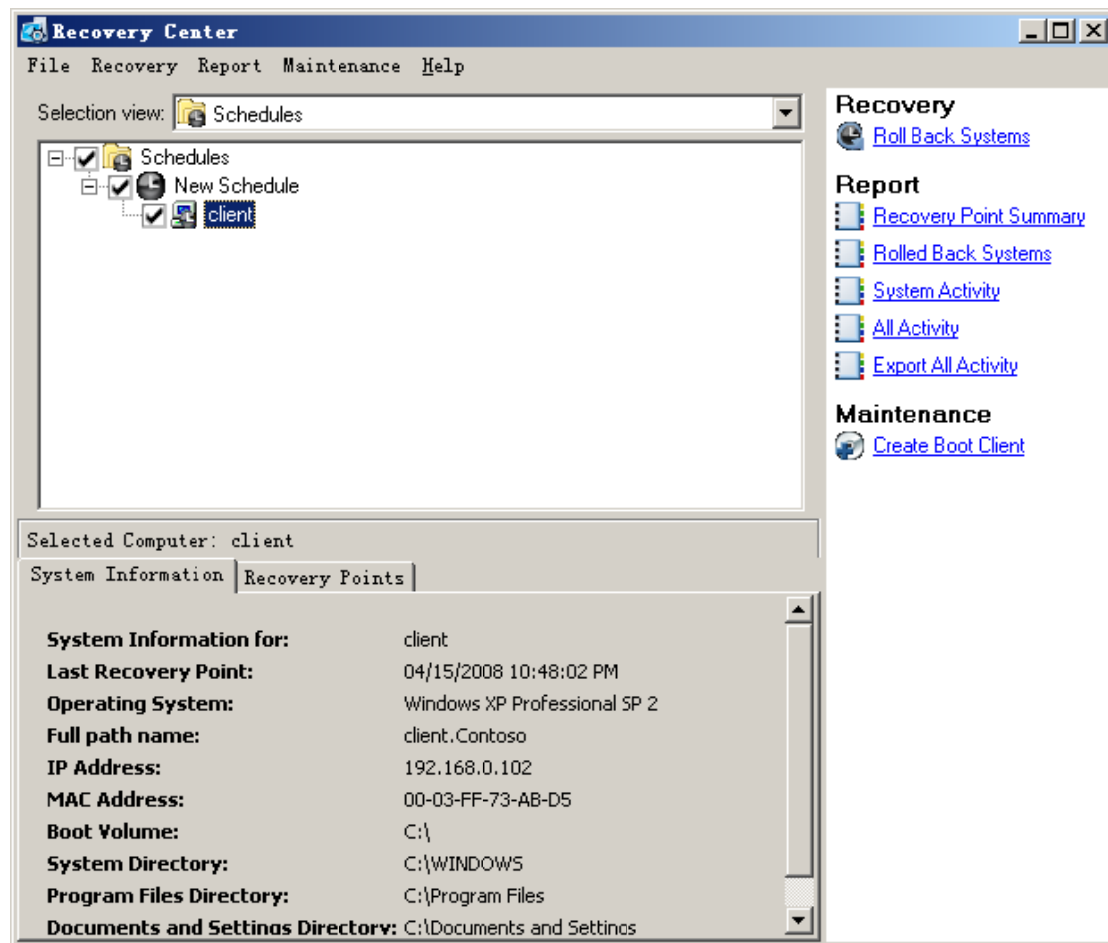 Recovery Center
File Recovery Report Maintenance Help
Selection view: Schedules
Schedules
New Schedule
client
Selected Computer: client
System Information Recovery Points
System Information for: client
Last Recovery Point: 04/15/2008 10:48:02 PM
Operating System: Windows XP Professional SP 2
Full path name: client.Contoso
IP Address: 192.168.0.102
MAC Address: 00-03-FF-73-AB-D5
Boot Volume: C:\
System Directory: C:\WINDOWS
Program Files Directory: C:\Program Files
Documents and Settings Directory: C:\Documents and Settings
Recovery
Roll Back Systems
Report
Recovery Point Summary
Rolled Back Systems
System Activity
All Activity
Export All Activity
Maintenance
Create Boot Client